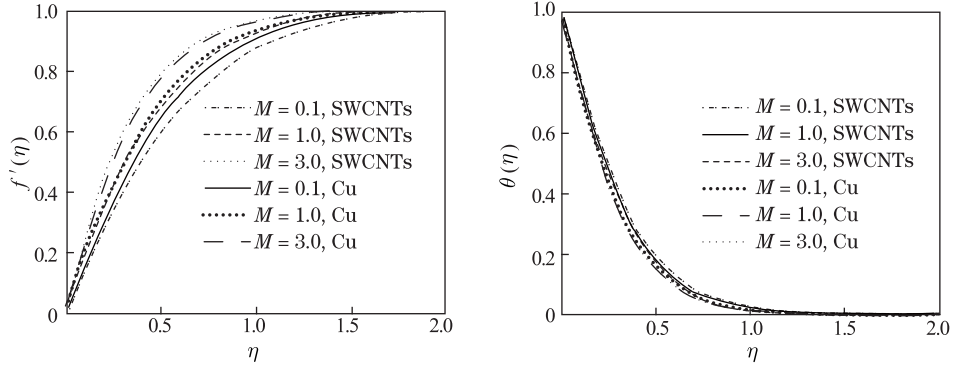 1.0
0.8
0.6
0.4
0.2
0
0.5
1.0
1.5
2.0
f ′(η)
η
M = 0.1, SWCNTs
M = 1.0, SWCNTs
M = 3.0, SWCNTs
M = 0.1, Cu
M = 1.0, Cu
M = 3.0, Cu
1.0
0.8
0.6
0.4
0.2
0
0.5
1.0
1.5
2.0
θ (η)
η
M = 0.1, SWCNTs
M = 1.0, SWCNTs
M = 3.0, SWCNTs
M = 0.1, Cu
M = 1.0, Cu
M = 3.0, Cu